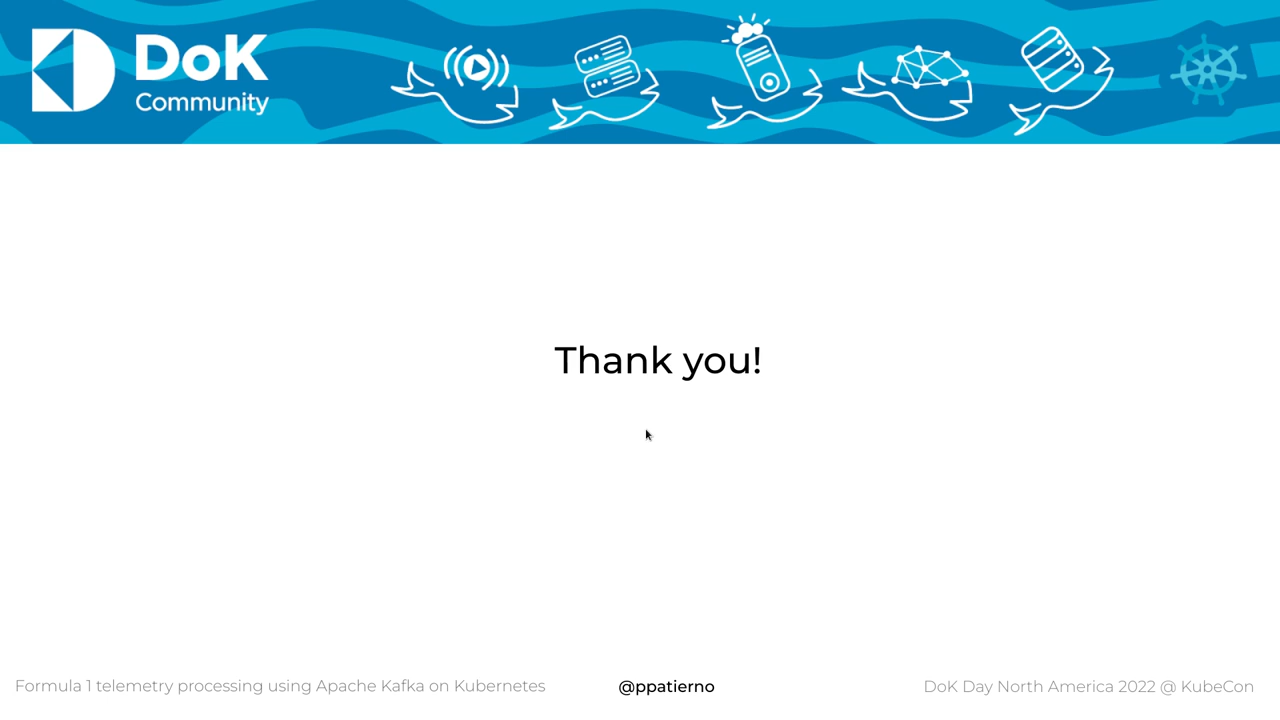 DoK
Community
Thank you!
Formula 1 telemetry processing using Apache Kafka on Kubernetes
@ppatierno
DoK Day North America 2022 @ KubeCon